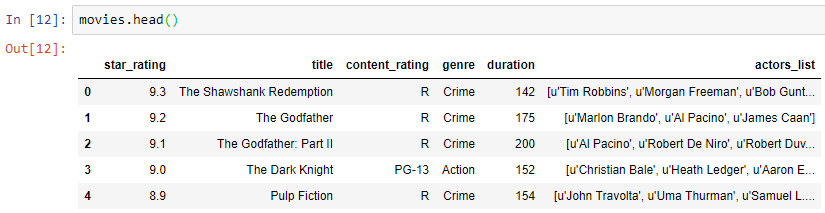 In [12]: movies.head()
Out[12]:
star_rating title content_rating genre duration actors_list
0 9.3 The Shawshank Redemption R Crime 142 [u'Tim Robbins', u'Morgan Freeman', u'Bob Gunt...
1 9.2 The Godfather R Crime 175 [u'Marlon Brando', u'Al Pacino', u'James Caan']
2 9.1 The Godfather: Part II R Crime 200 [u'Al Pacino', u'Robert De Niro', u'Robert Duv...
3 9.0 The Dark Knight PG-13 Action 152 [u'Christian Bale', u'Heath Ledger', u'Aaron E...
4 8.9 Pulp Fiction R Crime 154 [u'John Travolta', u'Uma Thurman', u'Samuel L....